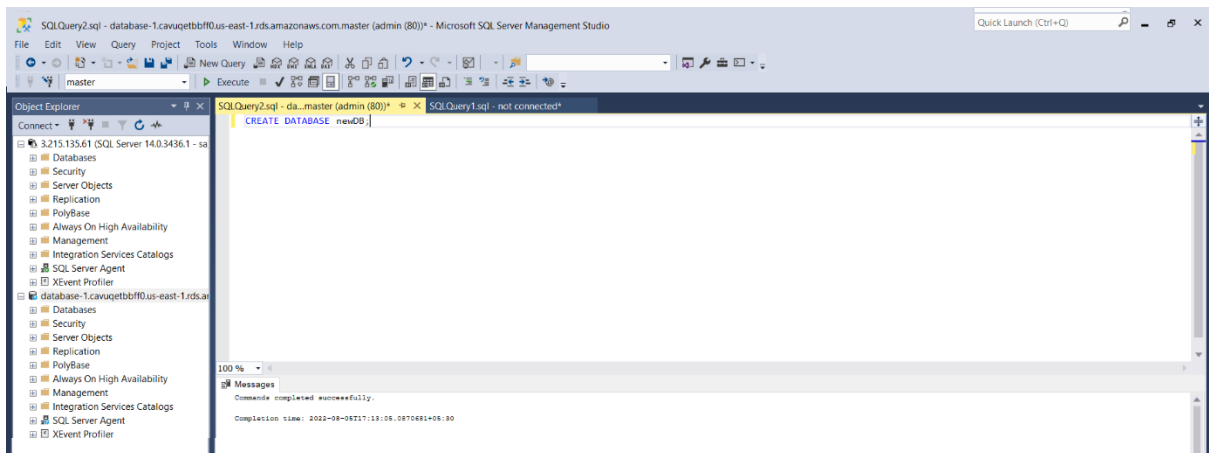 SQLQuery2.sql - database-1.cavuqetbbff0.us-east-1.rds.amazonaws.com.master (admin (80))* - Microsoft SQL Server Management Studio
Quick Launch (Ctrl+Q)
File Edit View Query Project Tools Window Help
New Query
master
Execute
Object Explorer
SQLQuery2.sql - da...master (admin (80))*
SQLQuery1.sql - not connected*
Connect
CREATE DATABASE newDB;
3.215.135.61 (SQL Server 14.0.3436.1 - sa
Databases
Security
Server Objects
Replication
PolyBase
Always On High Availability
Management
Integration Services Catalogs
SQL Server Agent
XEvent Profiler
database-1.cavuqetbbff0.us-east-1.rds.ar
Databases
Security
Server Objects
Replication
PolyBase
Always On High Availability
Management
Integration Services Catalogs
SQL Server Agent
XEvent Profiler
100 %
Messages
Commands completed successfully.
Completion time: 2022-08-05T17:13:05.0870681+05:30